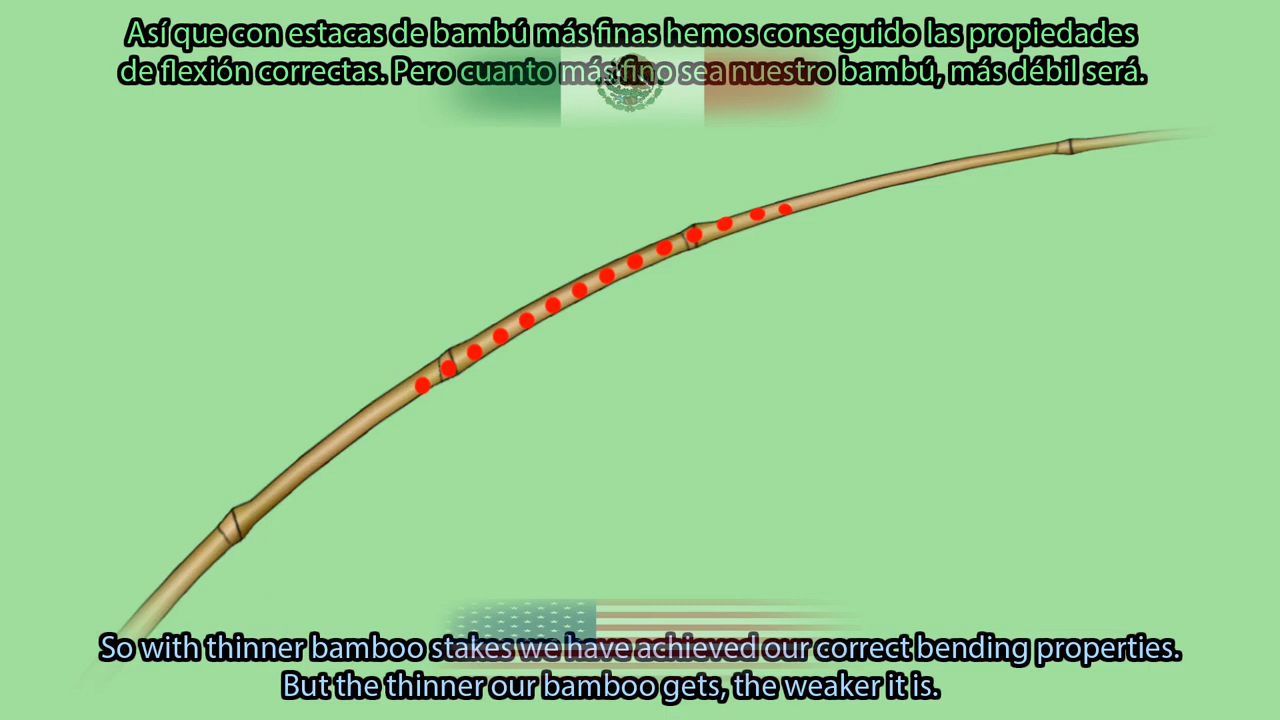 Así que con estacas de bambú más finas hemos conseguido las propiedades
de flexión correctas. Pero cuanto más fino sea nuestro bambú, más débil será.
So with thinner bamboo stakes we have achieved our correct bending properties.
But the thinner our bamboo gets, the weaker it is.